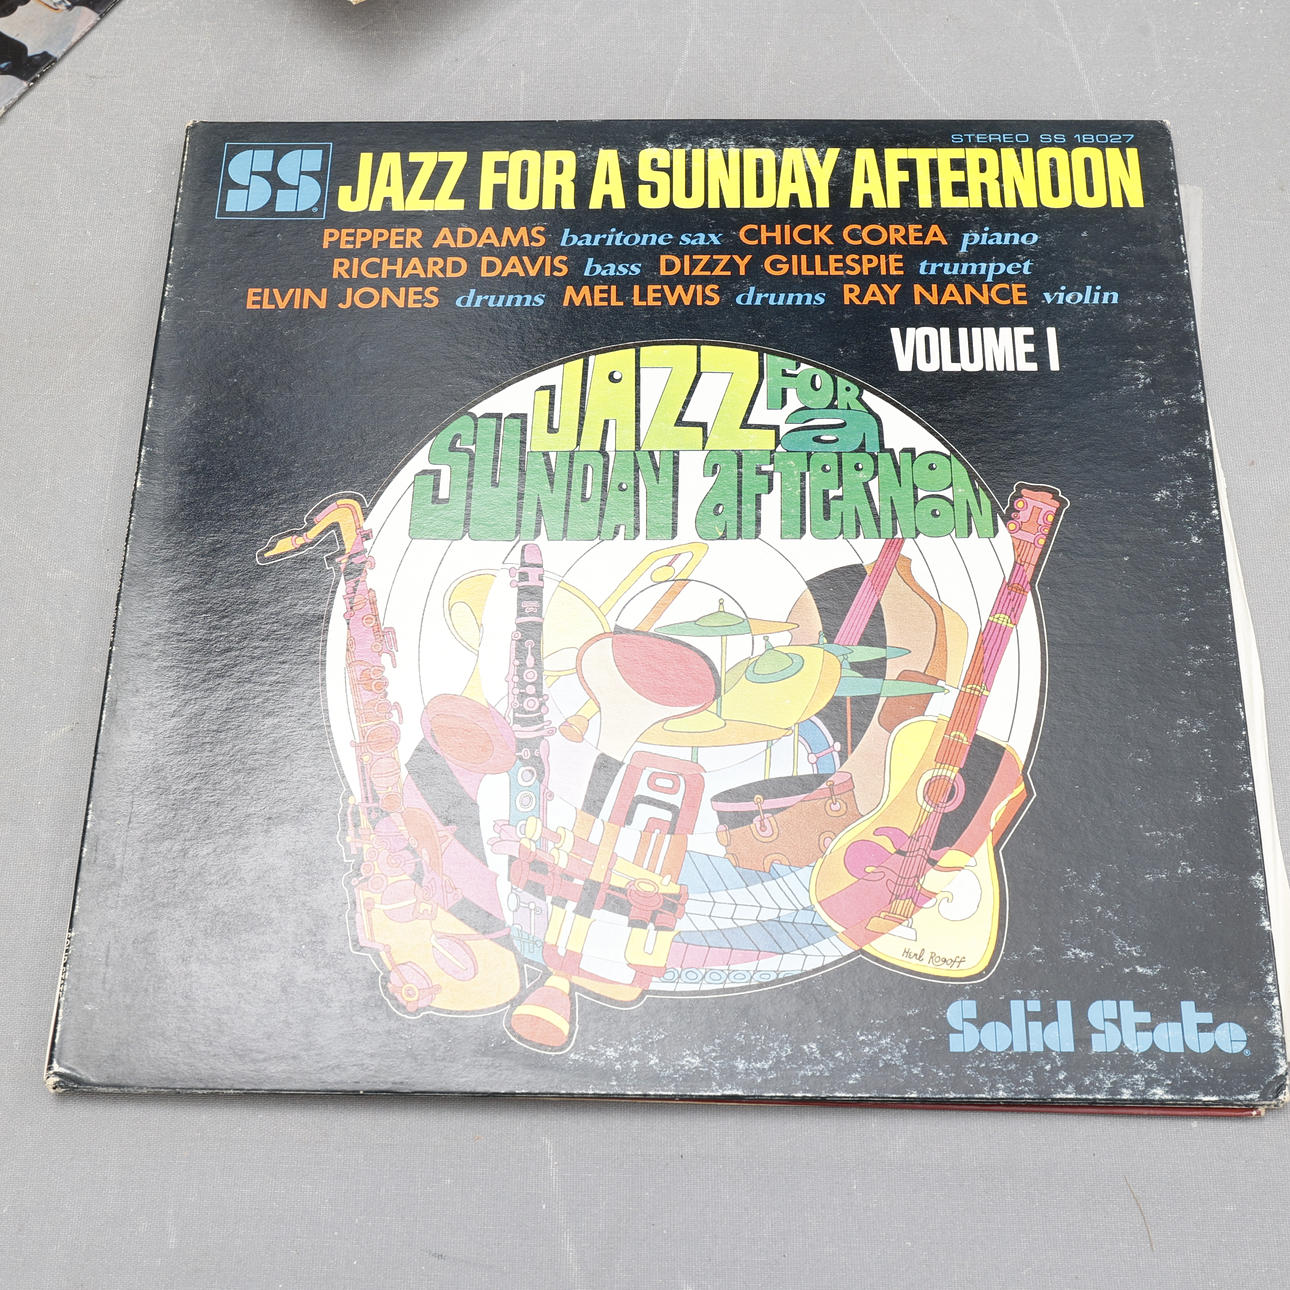 STEREO SS 18027
SS® JAZZ FOR A SUNDAY AFTERNOON
PEPPER ADAMS baritone sax CHICK COREA piano
RICHARD DAVIS bass DIZZY GILLESPIE trumpet
ELVIN JONES drums MEL LEWIS drums RAY NANCE violin
VOLUME I
JAZZ FOR
a
SUNDAY aFTERNOON
Herb Rogoff
Solid State®